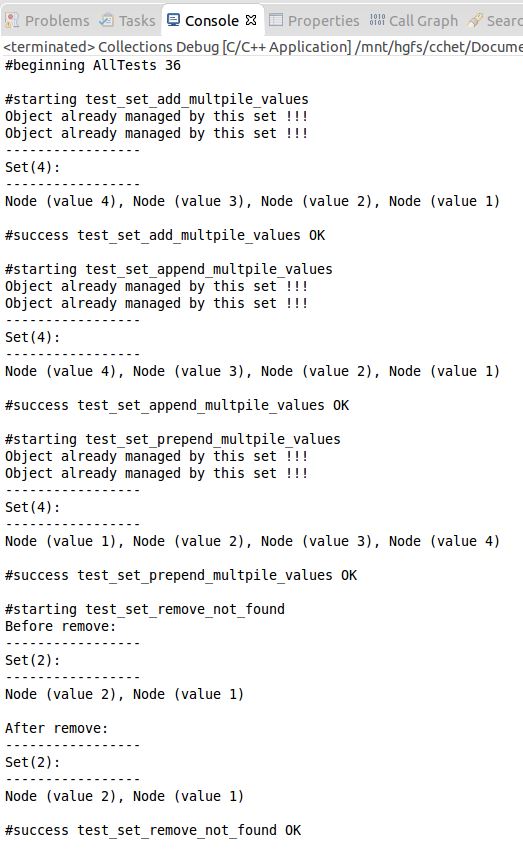 Problems Tasks Console Properties Call Graph Searc
<terminated> Collections Debug [C/C++ Application] /mnt/hgfs/cchet/Docume
#beginning AllTests 36
#starting test_set_add_multpile_values
Object already managed by this set !!!
Object already managed by this set !!!
-----------------
Set(4):
-----------------
Node (value 4), Node (value 3), Node (value 2), Node (value 1)
#success test_set_add_multpile_values OK
#starting test_set_append_multpile_values
Object already managed by this set !!!
Object already managed by this set !!!
-----------------
Set(4):
-----------------
Node (value 4), Node (value 3), Node (value 2), Node (value 1)
#success test_set_append_multpile_values OK
#starting test_set_prepend_multpile_values
Object already managed by this set !!!
Object already managed by this set !!!
-----------------
Set(4):
-----------------
Node (value 1), Node (value 2), Node (value 3), Node (value 4)
#success test_set_prepend_multpile_values OK
#starting test_set_remove_not_found
Before remove:
-----------------
Set(2):
-----------------
Node (value 2), Node (value 1)
After remove:
-----------------
Set(2):
-----------------
Node (value 2), Node (value 1)
#success test_set_remove_not_found OK